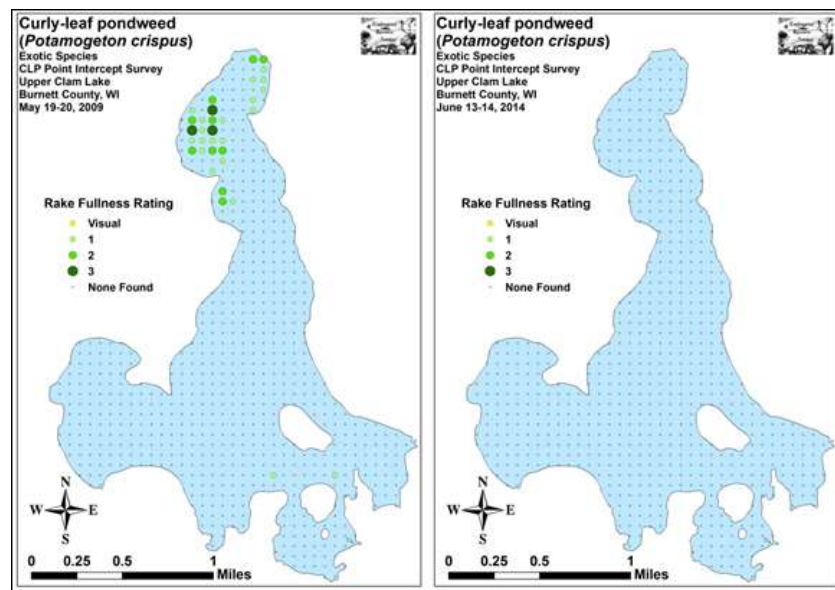 Curly-leaf pondweed
(Potamogeton crispus)
Exotic Species
CLP Point Intercept Survey
Upper Clam Lake
Burnett County, WI
May 19-20, 2009
Rake Fullness Rating
Visual
1
2
3
None Found
N
W E
S
0 0.25 0.5 1
Miles
Curly-leaf pondweed
(Potamogeton crispus)
Exotic Species
CLP Point Intercept Survey
Upper Clam Lake
Burnett County, WI
June 13-14, 2014
Rake Fullness Rating
Visual
1
2
3
None Found
N
W E
S
0 0.25 0.5 1
Miles